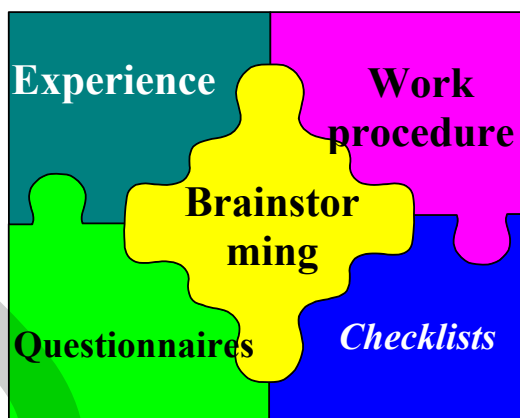 Experience
Work
procedure
Brainstor
ming
Questionnaires
Checklists